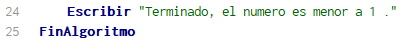 24 Escribir "Terminado, el numero es menor a 1 ."
25 FinAlgoritmo